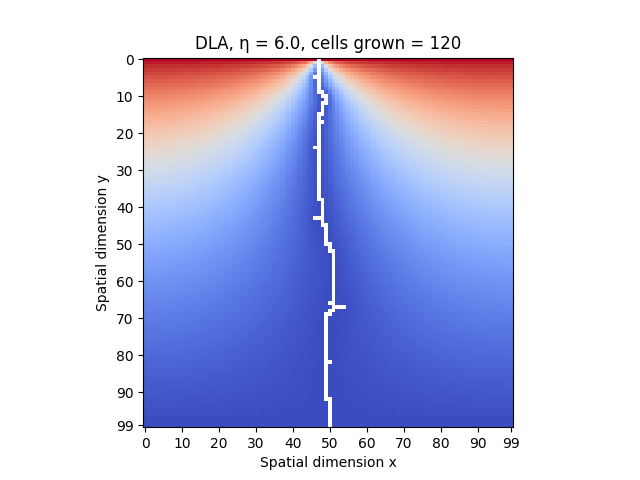 DLA, η = 6.0, cells grown = 120
0
10
20
30
40
50
60
70
80
90
99
Spatial dimension y
0 10 20 30 40 50 60 70 80 90 99
Spatial dimension x